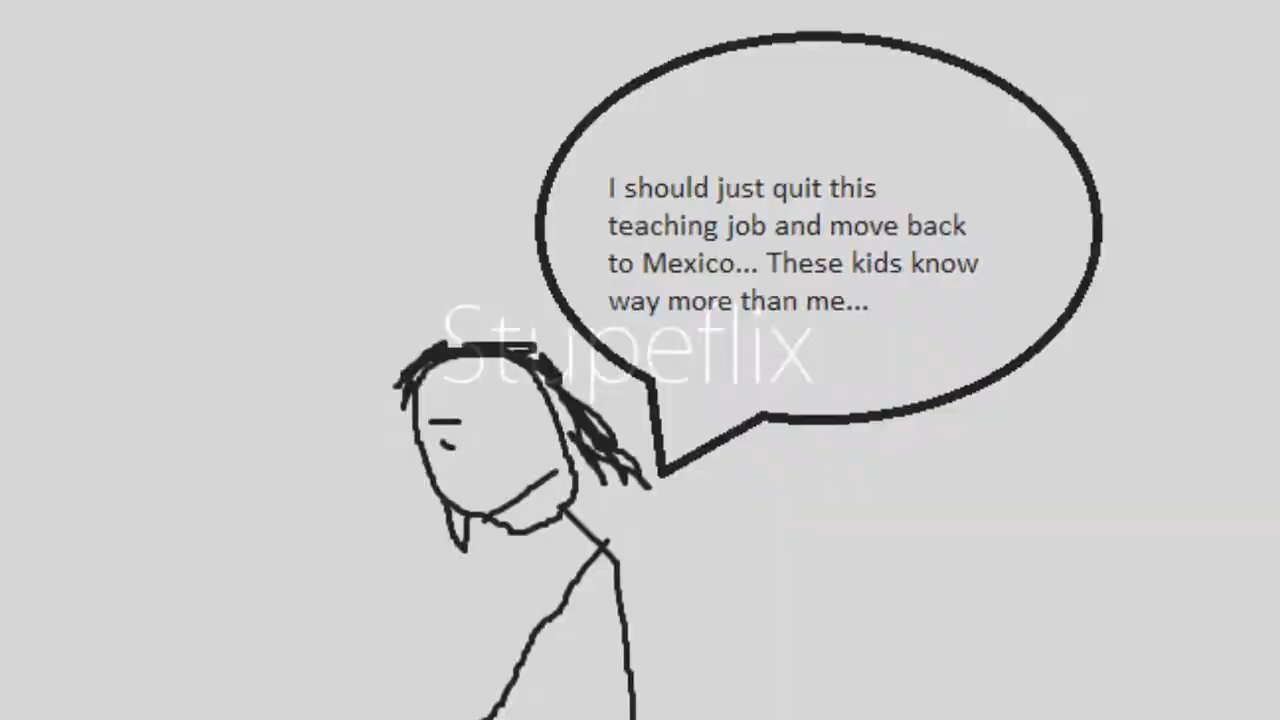 I should just quit this
teaching job and move back
to Mexico... These kids know
way more than me...
Stupeflix